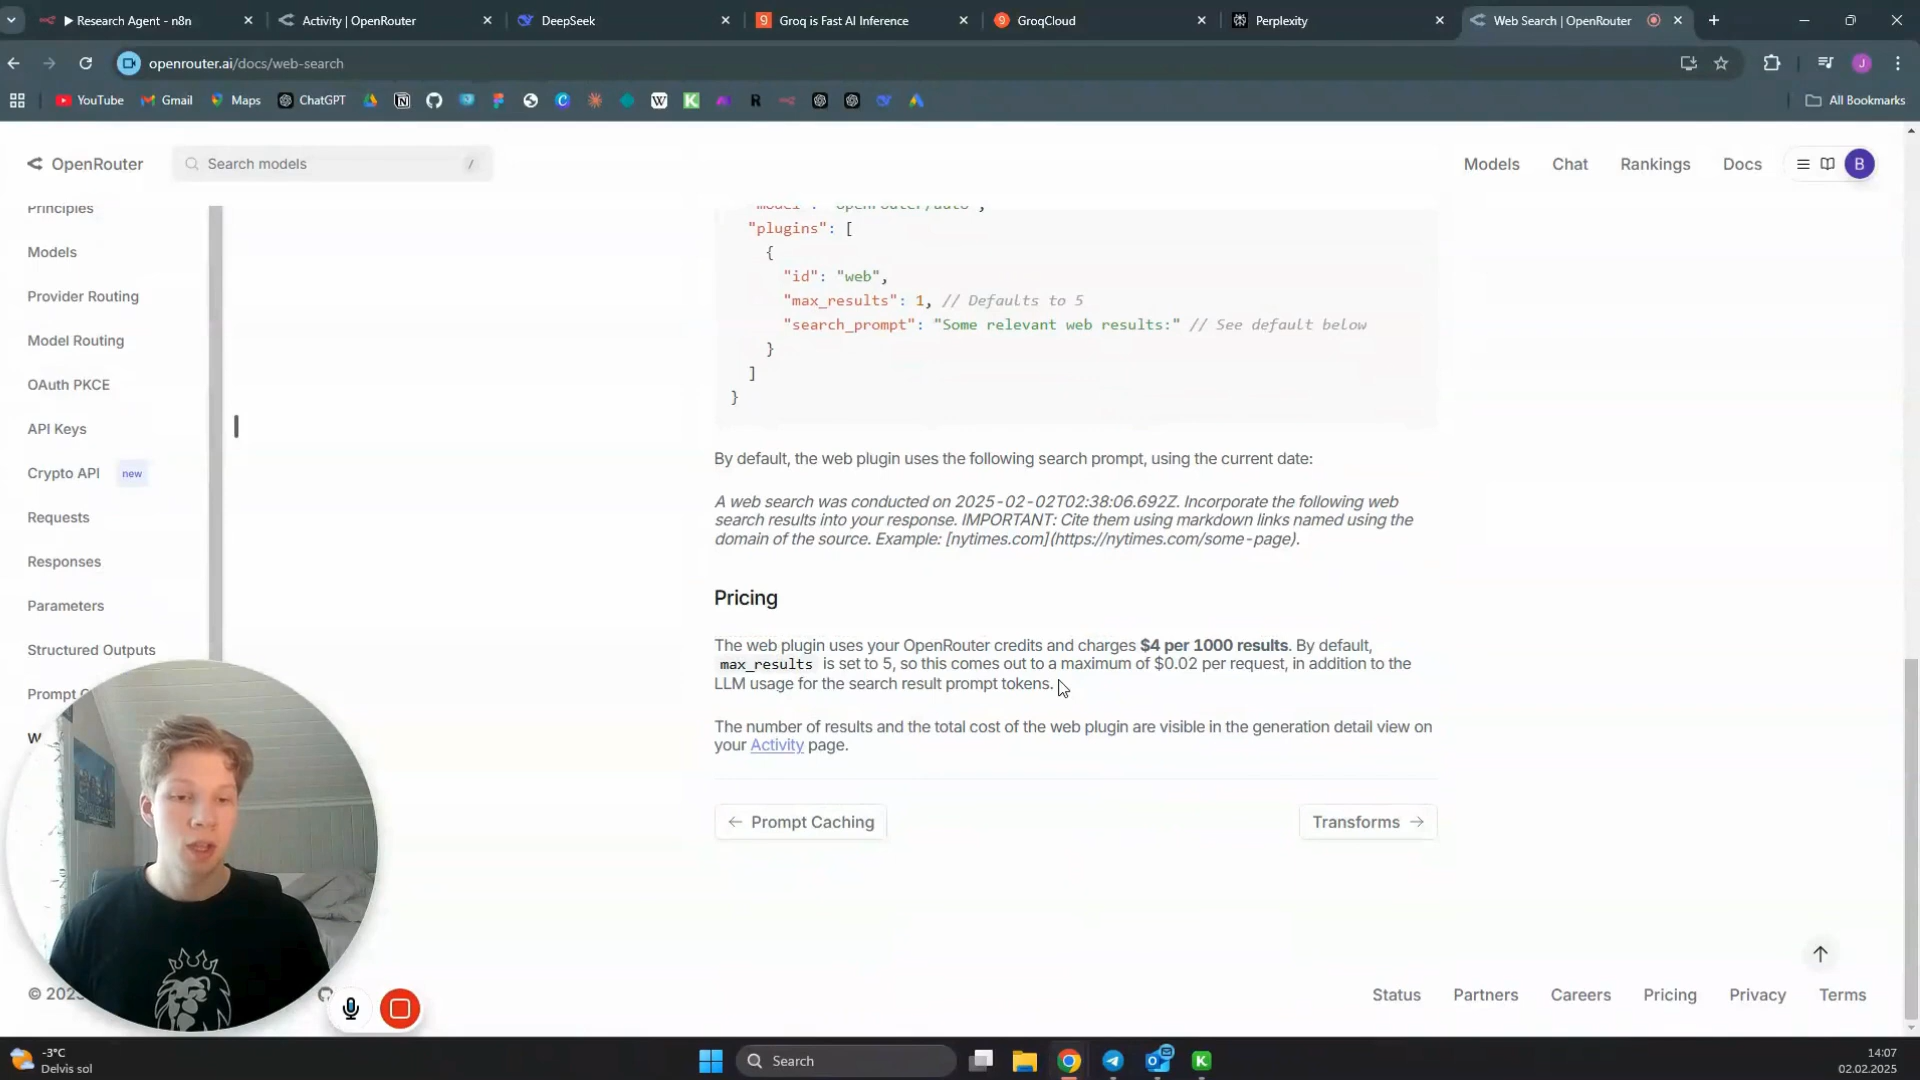 Research Agent - n8n
Activity | OpenRouter
DeepSeek
Groq is Fast AI Inference
GroqCloud
Perplexity
Web Search | OpenRouter
openrouter.ai/docs/web-search
J
YouTube
Gmail
Maps
ChatGPT
All Bookmarks
OpenRouter
Search models
/
Models
Chat
Rankings
Docs
B
Principles
Models
Provider Routing
Model Routing
OAuth PKCE
API Keys
Crypto API new
Requests
Responses
Parameters
Structured Outputs
"model": "openrouter/auto",
"plugins": [
{
"id": "web",
"max_results": 1, // Defaults to 5
"search_prompt": "Some relevant web results:" // See default below
}
]
}
By default, the web plugin uses the following search prompt, using the current date:
A web search was conducted on 2025-02-02T02:38:06.692Z. Incorporate the following web
search results into your response. IMPORTANT: Cite them using markdown links named using the
domain of the source. Example: [nytimes.com](https://nytimes.com/some-page).
Pricing
The web plugin uses your OpenRouter credits and charges $4 per 1000 results. By default,
max_results is set to 5, so this comes out to a maximum of $0.02 per request, in addition to the
LLM usage for the search result prompt tokens.
The number of results and the total cost of the web plugin are visible in the generation detail view on
your Activity page.
← Prompt Caching
Transforms →
Status
Partners
Careers
Pricing
Privacy
Terms
-3°C
Delvis sol
Search
14:07
02.02.2025